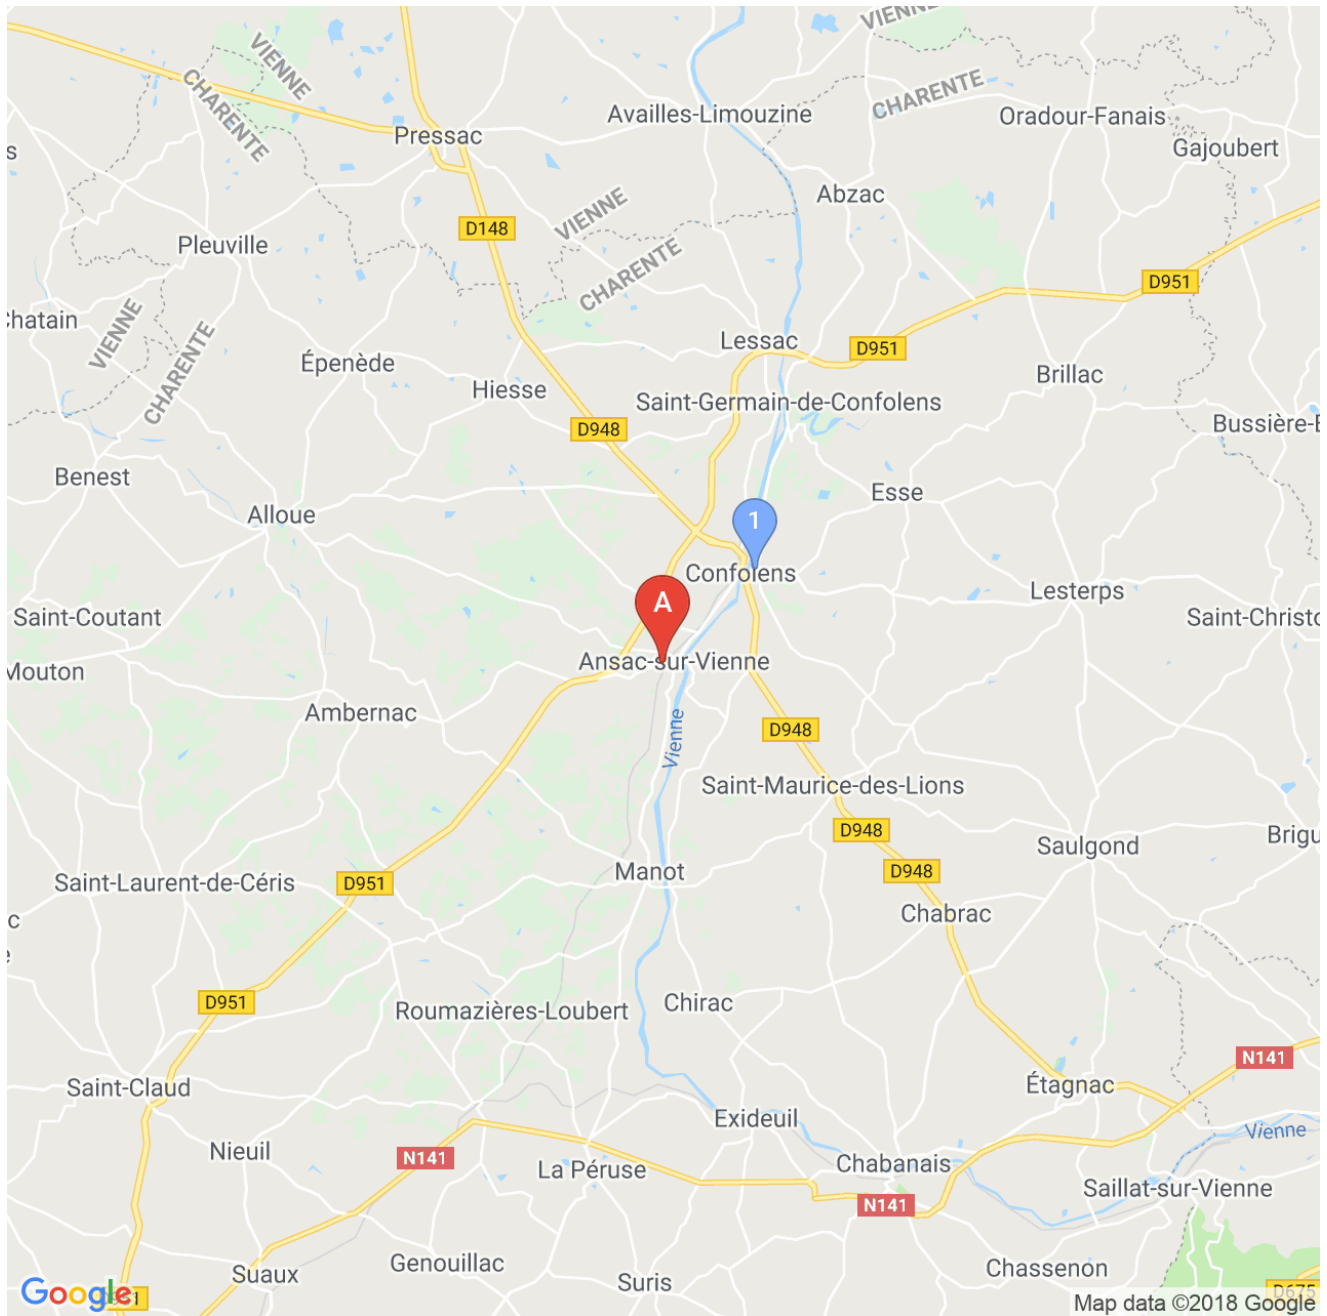 VIENNE
VIENNE
CHARENTE
Availles-Limouzine
CHARENTE
Oradour-Fanais
Pressac
Gajoubert
s
Abzac
VIENNE
D148
Pleuville
CHARENTE
D951
Chatain
VIENNE
CHARENTE
Lessac
D951
Épenède
Hiesse
Brillac
Saint-Germain-de-Confolens
D948
Bussière-B
Benest
Esse
Alloue
1
Confolens
Lesterps
A
Saint-Coutant
Saint-Christo
Mouton
Ansac-sur-Vienne
Ambernac
Vienne
D948
Saint-Maurice-des-Lions
D948
Saulgond
Brigu
Manot
D948
Saint-Laurent-de-Céris
D951
Chabrac
c
D951
Roumazières-Loubert
Chirac
N141
Saint-Claud
Étagnac
Exideuil
Vienne
Nieuil
N141
La Péruse
Chabanais
Saillat-sur-Vienne
N141
Genouillac
Suaux
Suris
Chassenon
Google
D951
D675
Map data ©2018 Google